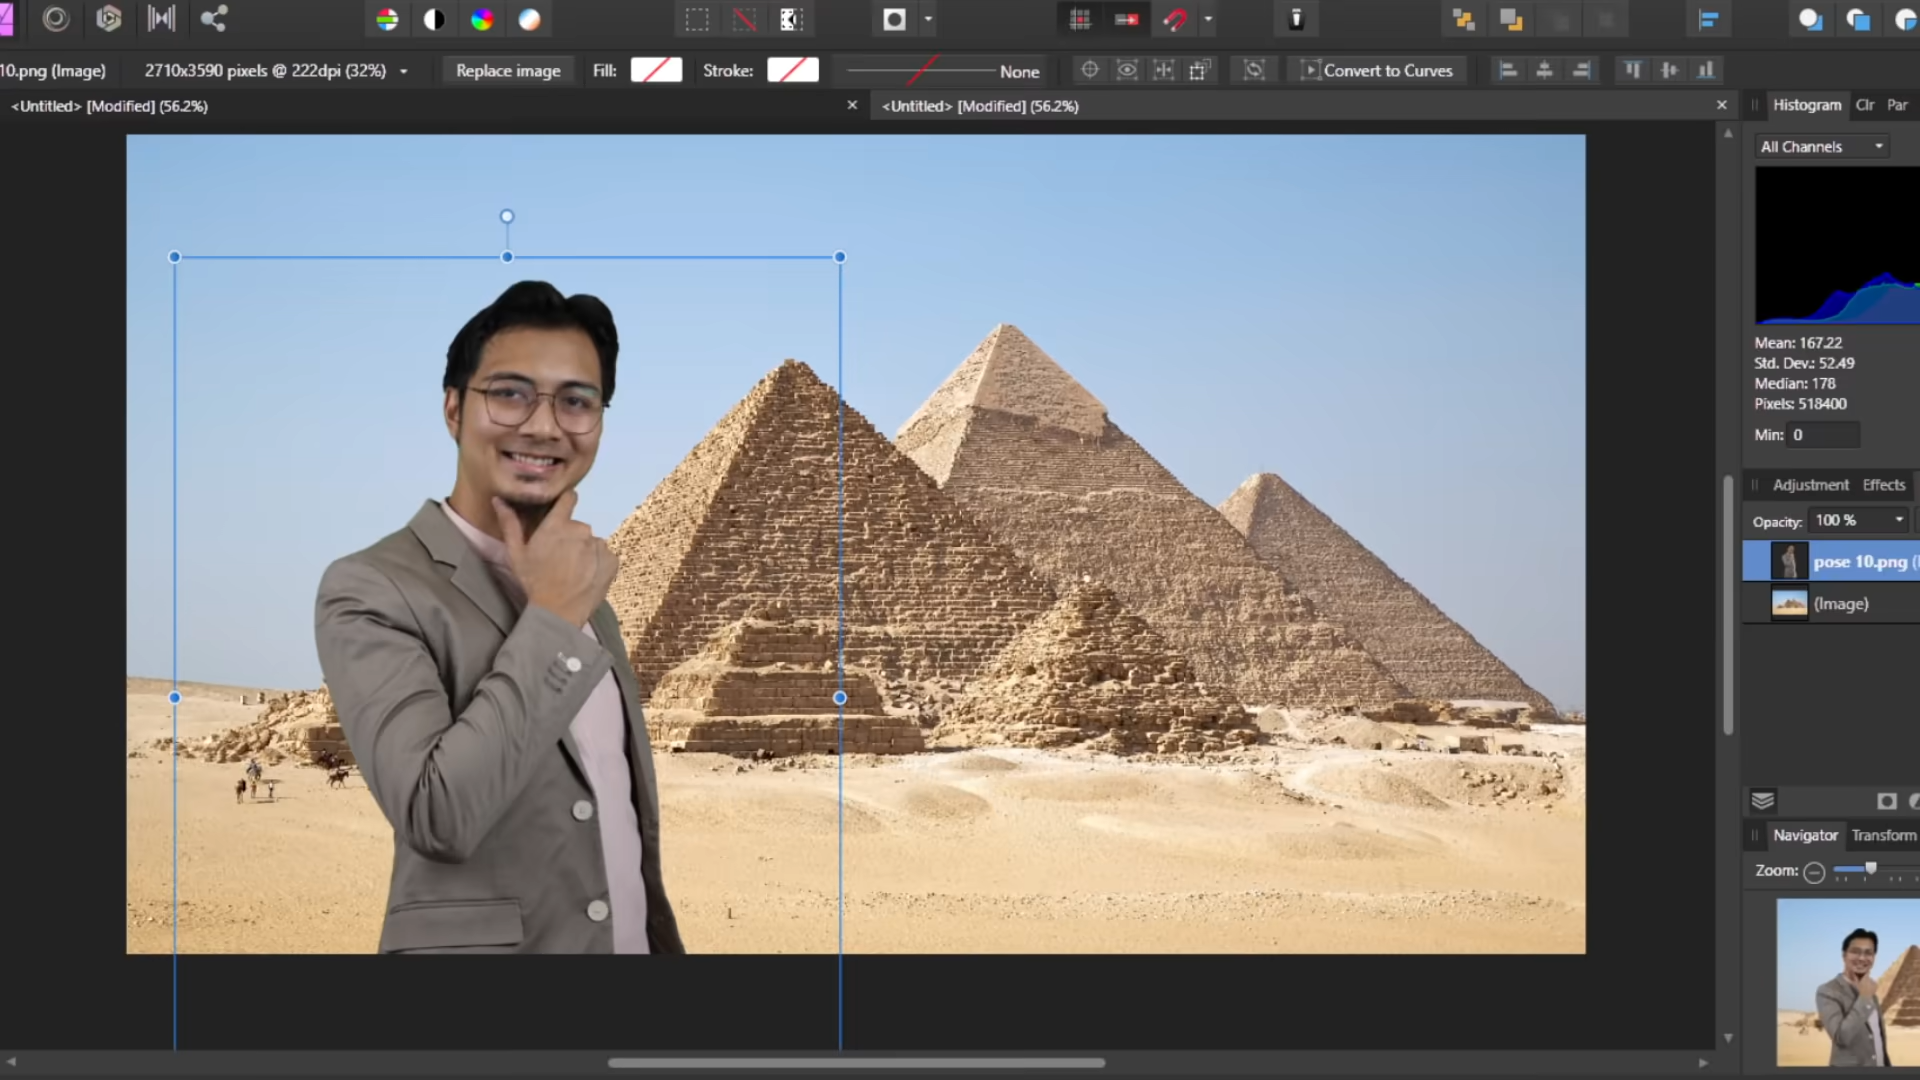 10.png (Image) 2710x3590 pixels @ 222dpi (32%) Replace image Fill: Stroke: None Convert to Curves
<Untitled> [Modified] (56.2%) <Untitled> [Modified] (56.2%)
Histogram Clr Par
All Channels
Mean: 167.22
Std. Dev.: 52.49
Median: 178
Pixels: 518400
Min: 0
Adjustment Effects
Opacity: 100 %
pose 10.png (
(Image)
Navigator Transform
Zoom: